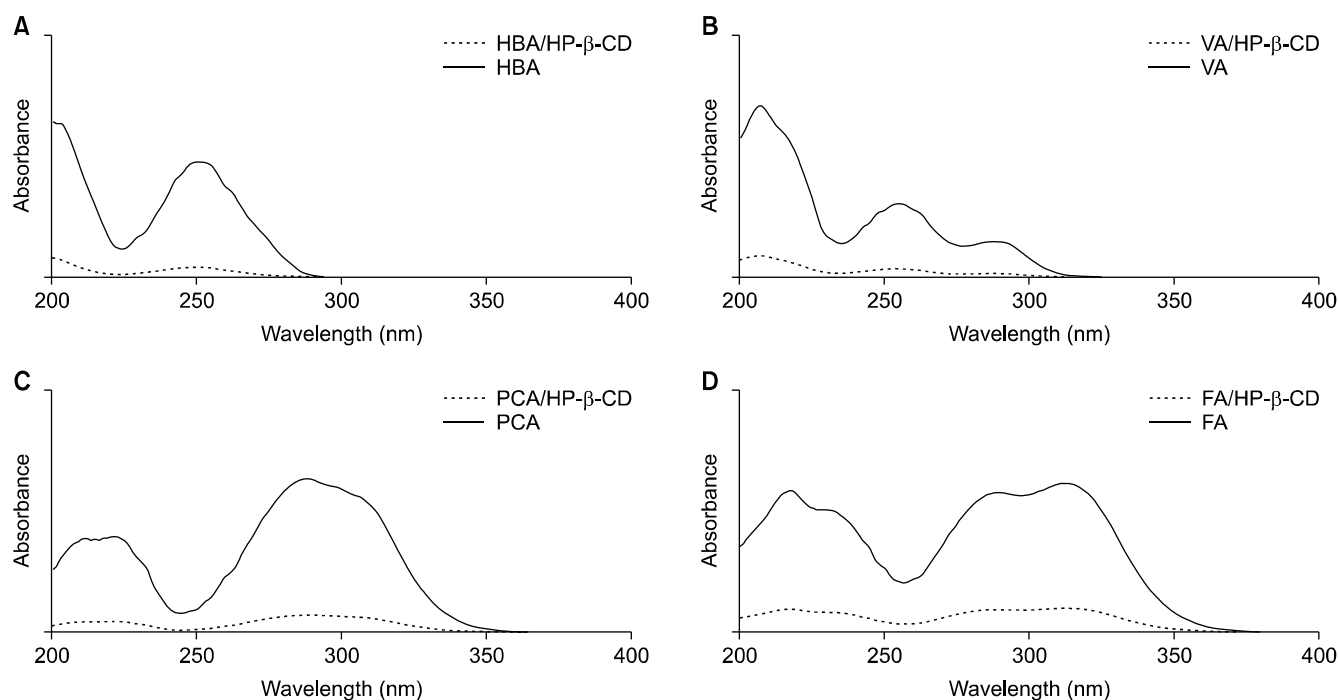 A
HBA/HP-β-CD
HBA
Absorbance
200 250 300 350 400
Wavelength (nm)
B
VA/HP-β-CD
VA
Absorbance
200 250 300 350 400
Wavelength (nm)
C
PCA/HP-β-CD
PCA
Absorbance
200 250 300 350 400
Wavelength (nm)
D
FA/HP-β-CD
FA
Absorbance
200 250 300 350 400
Wavelength (nm)